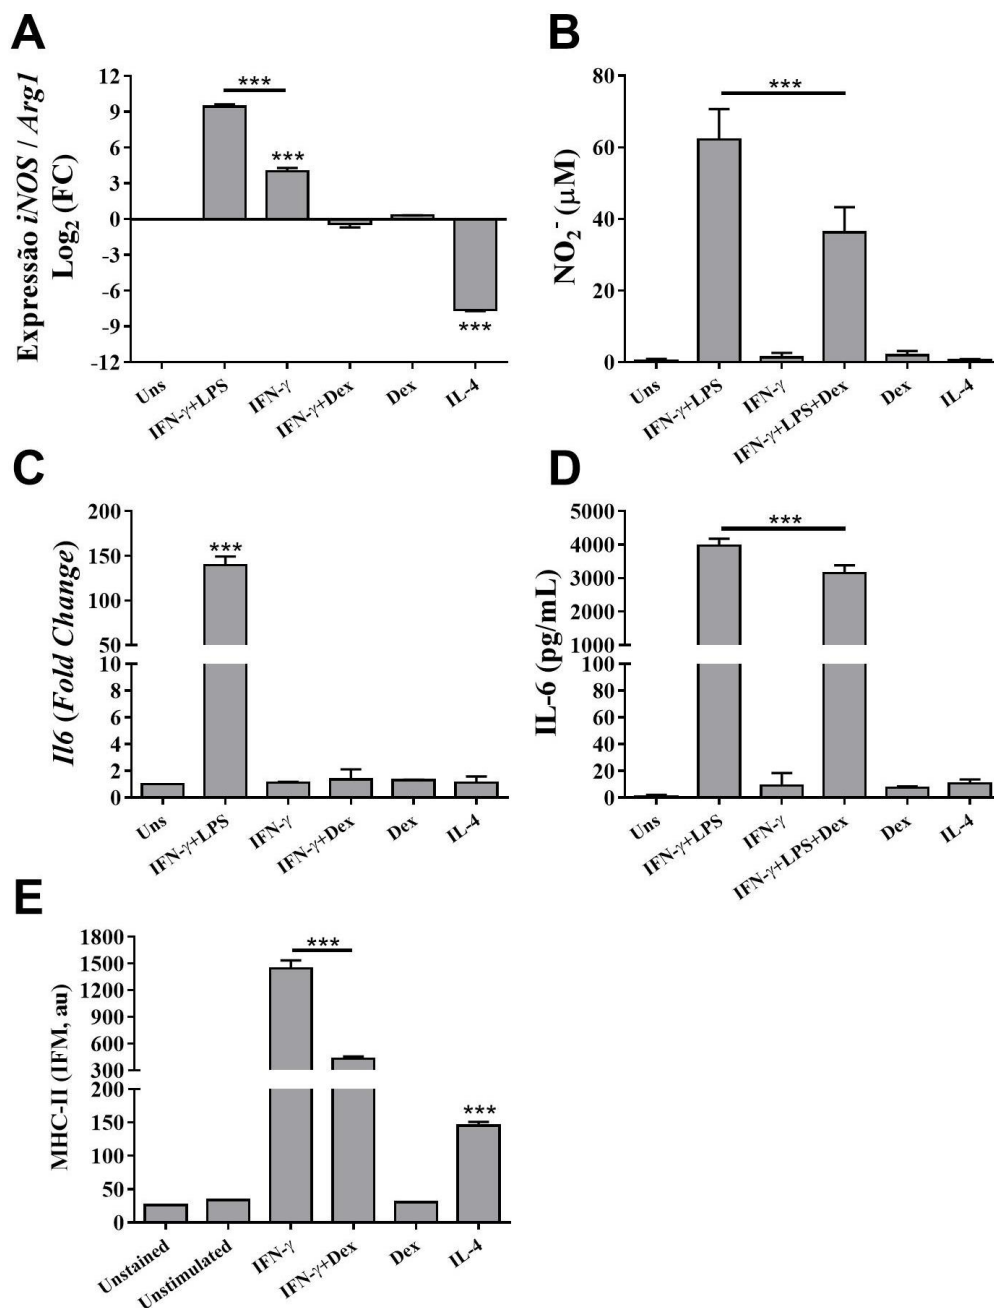 A
Expressão iNOS / Arg1
Log2 (FC)
12
9
6
3
0
-3
-6
-9
-12
***
***
***
Uns
IFN-γ+LPS
IFN-γ
IFN-γ+Dex
Dex
IL-4
B
NO2- (μM)
80
60
40
20
0
***
Uns
IFN-γ+LPS
IFN-γ
IFN-γ+LPS+Dex
Dex
IL-4
C
Il6 (Fold Change)
200
150
100
50
10
8
6
4
2
0
***
Uns
IFN-γ+LPS
IFN-γ
IFN-γ+Dex
Dex
IL-4
D
IL-6 (pg/mL)
5000
4000
3000
2000
1000
100
80
60
40
20
0
***
Uns
IFN-γ+LPS
IFN-γ
IFN-γ+LPS+Dex
Dex
IL-4
E
MHC-II (IFM, au)
1800
1500
1200
900
600
300
200
150
100
50
0
***
***
Unstained
Unstimulated
IFN-γ
IFN-γ+Dex
Dex
IL-4